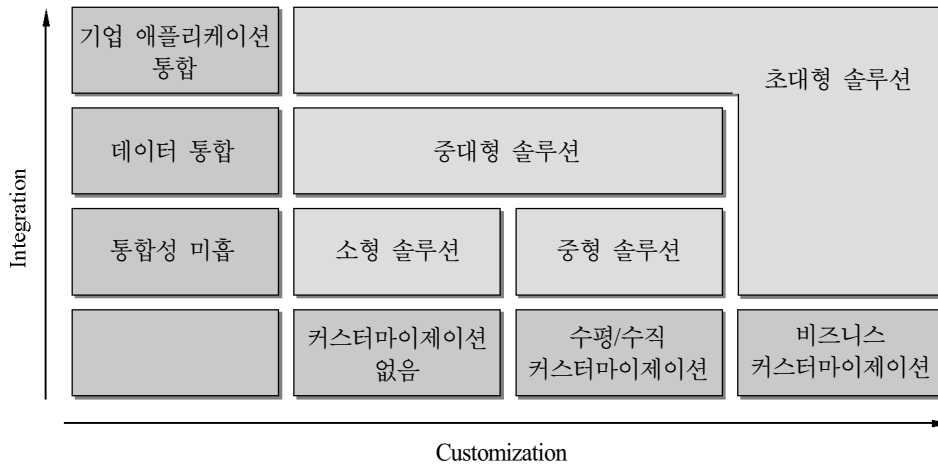 기업 애플리케이션
통합
초대형 솔루션
데이터 통합
중대형 솔루션
Integration
통합성 미흡
소형 솔루션
중형 솔루션
커스터마이제이션
없음
수평/수직
커스터마이제이션
비즈니스
커스터마이제이션
Customization